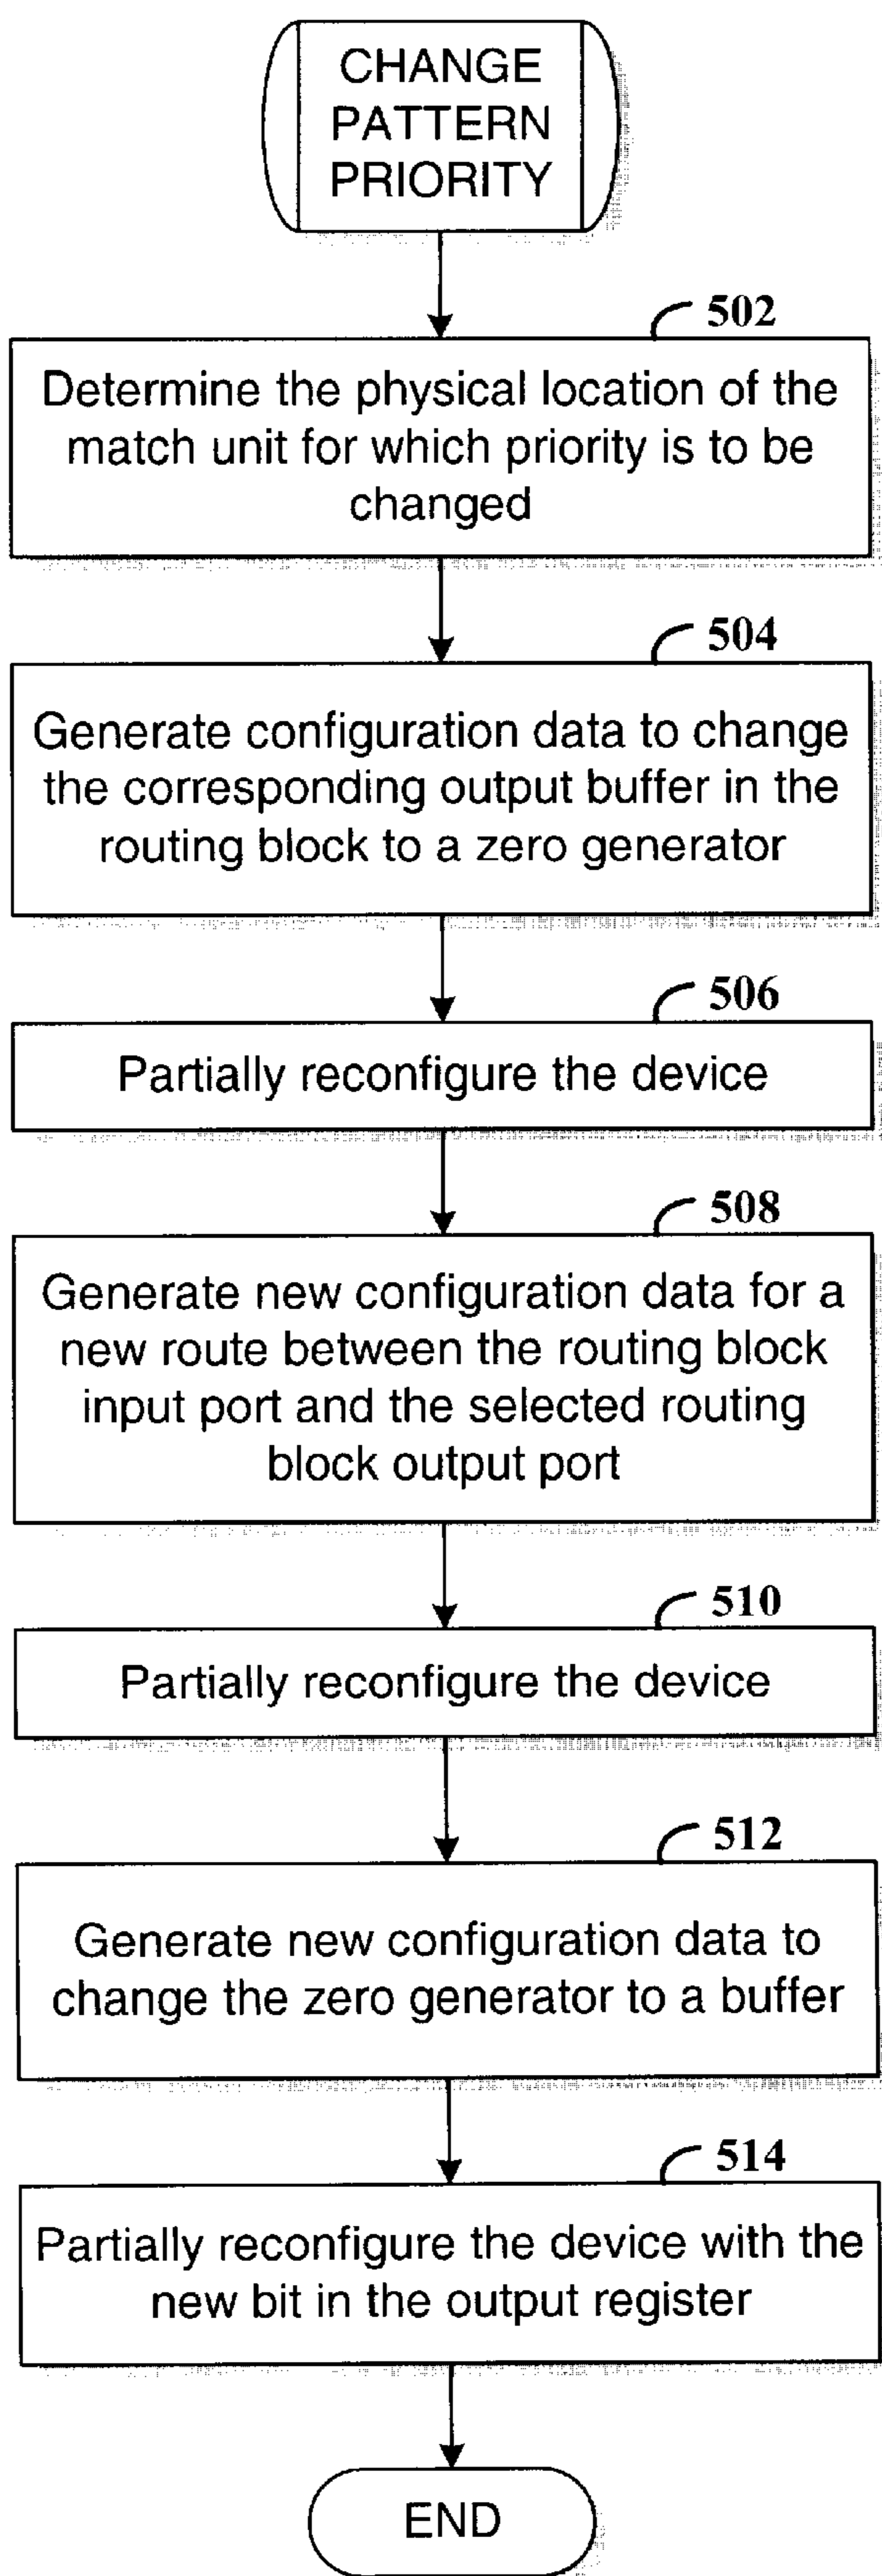 CHANGE
PATTERN
PRIORITY
502
Determine the physical location of the
match unit for which priority is to be
changed
504
Generate configuration data to change
the corresponding output buffer in the
routing block to a zero generator
506
Partially reconfigure the device
508
Generate new configuration data for a
new route between the routing block
input port and the selected routing
block output port
510
Partially reconfigure the device
512
Generate new configuration data to
change the zero generator to a buffer
514
Partially reconfigure the device with the
new bit in the output register
END